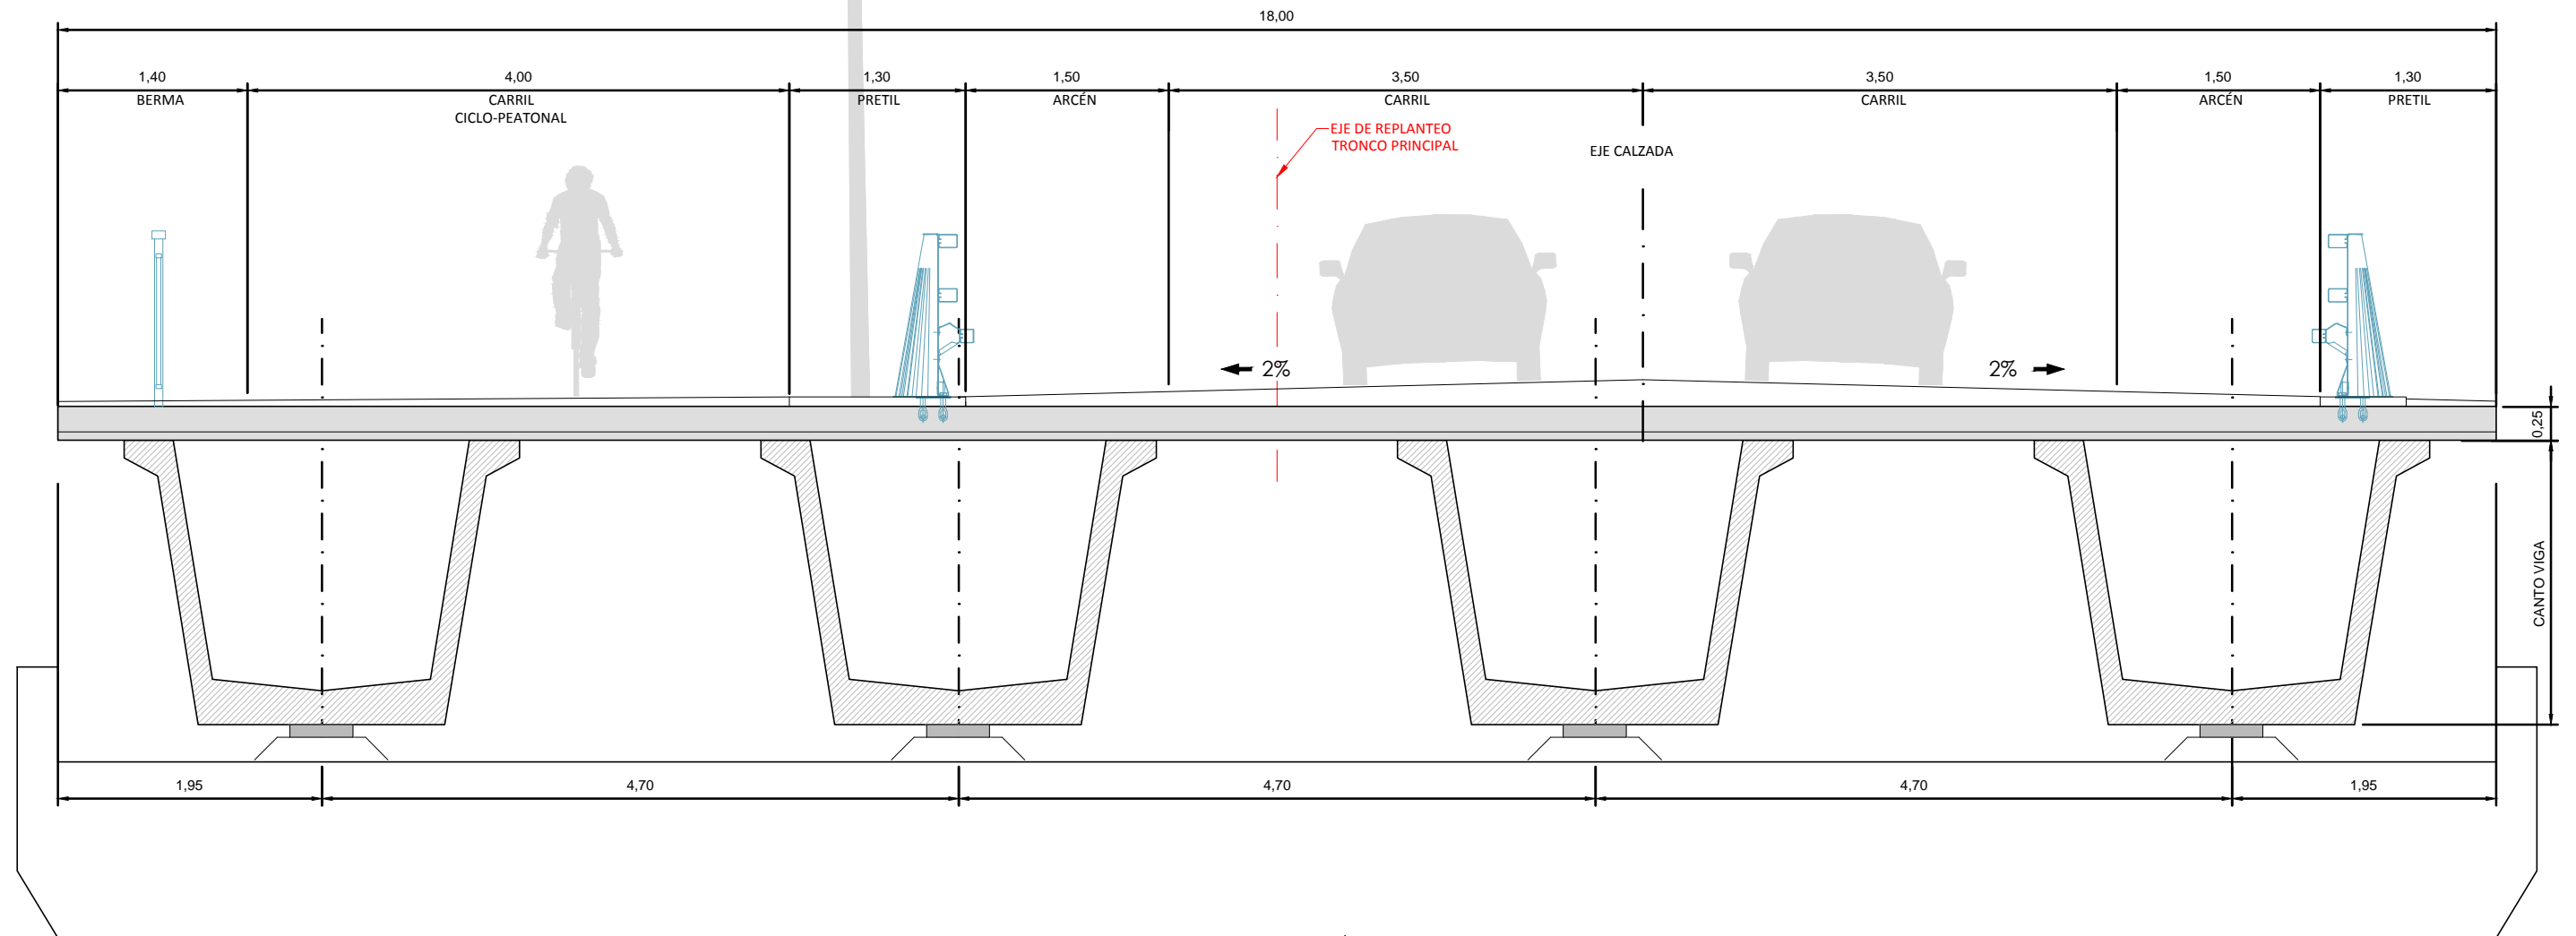 18,00
1,40
4,00
1,30
1,50
3,50
3,50
1,50
1,30
BERMA
CARRIL
CICLO-PEATONAL
PRETIL
ARCÉN
CARRIL
CARRIL
ARCÉN
PRETIL
EJE DE REPLANTEO
TRONCO PRINCIPAL
EJE CALZADA
2%
2%
0,25
CANTO VIGA
1,95
4,70
4,70
4,70
1,95